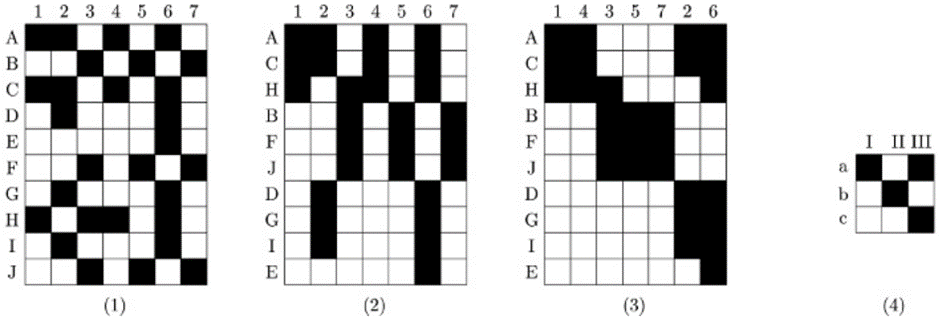 1 2 3 4 5 6 7
A
B
C
D
E
F
G
H
I
J
(1)
1 2 3 4 5 6 7
A
C
H
B
F
J
D
G
I
E
(2)
1 4 3 5 7 2 6
A
C
H
B
F
J
D
G
I
E
(3)
I II III
a
b
c
(4)